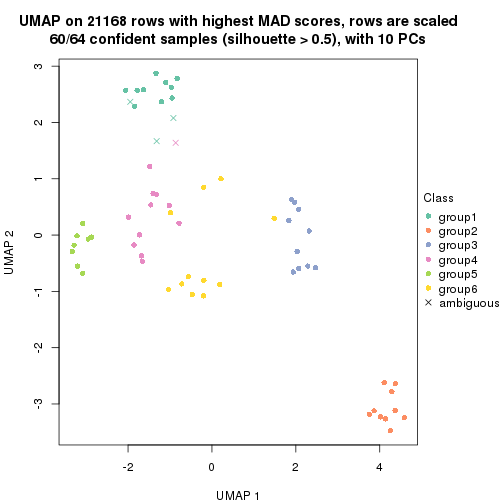 UMAP on 21168 rows with highest MAD scores, rows are scaled
60/64 confident samples (silhouette > 0.5), with 10 PCs
3
2
1
0
-1
-2
-3
UMAP 2
-2
0
2
4
UMAP 1
Class
group1
group2
group3
group4
group5
group6
ambiguous